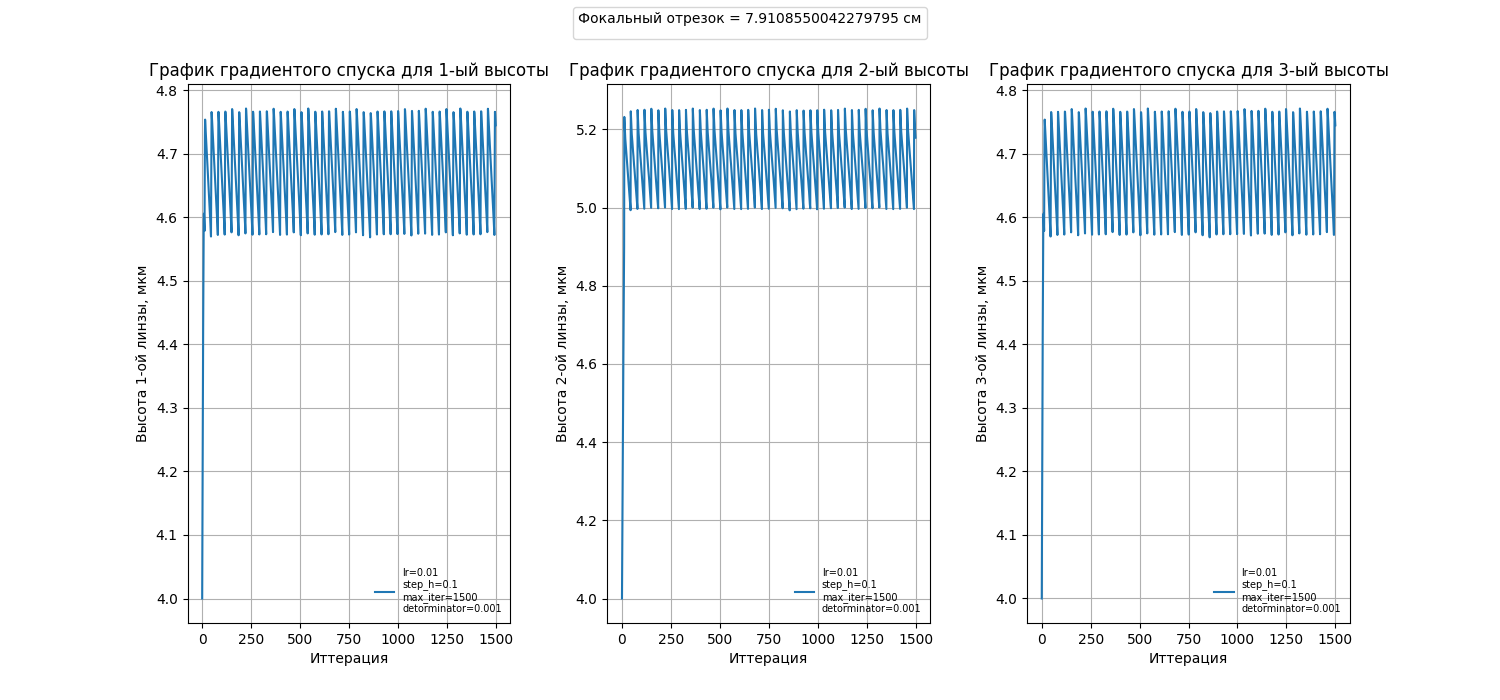 Фокальный отрезок = 7.9108550042279795 см
График градиентого спуска для 1-ый высоты
График градиентого спуска для 2-ый высоты
График градиентого спуска для 3-ый высоты
Высота 1-ой линзы, мкм
4.8
4.7
4.6
4.5
4.4
4.3
4.2
4.1
4.0
lr=0.01
step_h=0.1
max_iter=1500
detorminator=0.001
0 250 500 750 1000 1250 1500
Иттерация
Высота 2-ой линзы, мкм
5.2
5.0
4.8
4.6
4.4
4.2
4.0
lr=0.01
step_h=0.1
max_iter=1500
detorminator=0.001
0 250 500 750 1000 1250 1500
Иттерация
Высота 3-ой линзы, мкм
4.8
4.7
4.6
4.5
4.4
4.3
4.2
4.1
4.0
lr=0.01
step_h=0.1
max_iter=1500
detorminator=0.001
0 250 500 750 1000 1250 1500
Иттерация